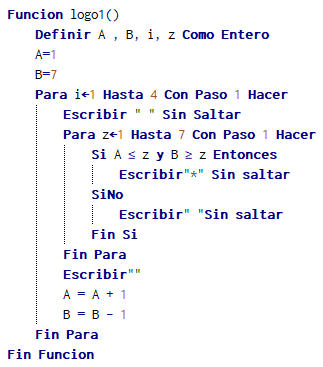 Funcion logo1()
Definir A , B, i, z Como Entero
A=1
B=7
Para i←1 Hasta 4 Con Paso 1 Hacer
Escribir " " Sin Saltar
Para z←1 Hasta 7 Con Paso 1 Hacer
Si A ≤ z y B ≥ z Entonces
Escribir"*" Sin saltar
SiNo
Escribir" "Sin saltar
Fin Si
Fin Para
Escribir""
A = A + 1
B = B - 1
Fin Para
Fin Funcion